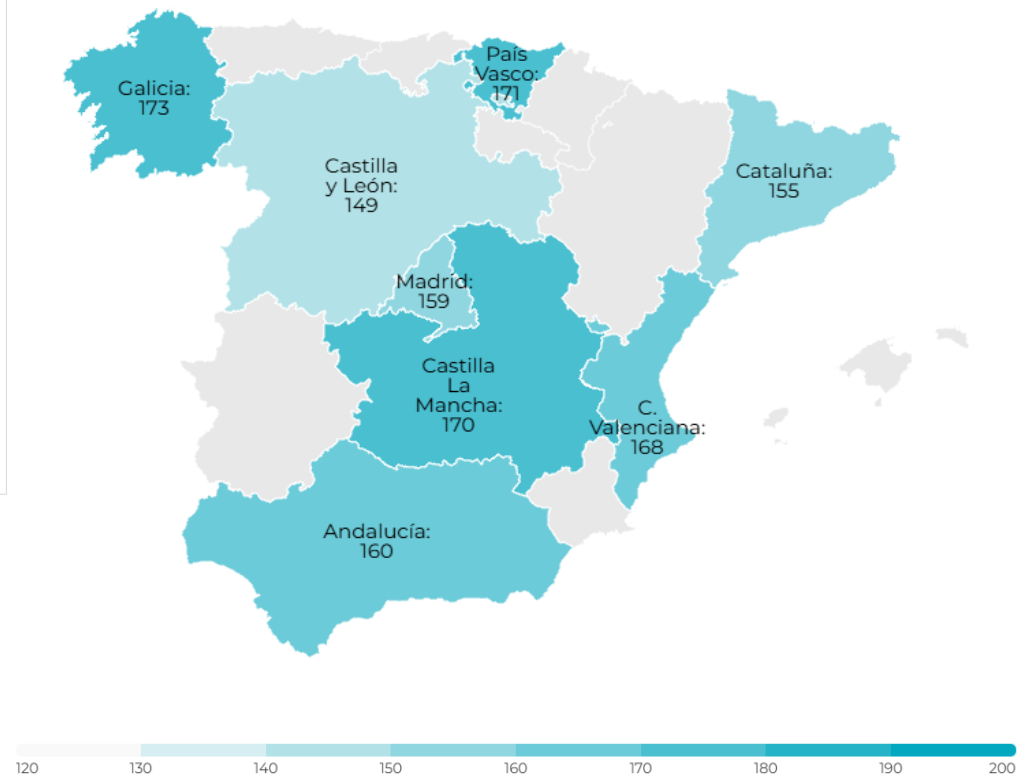 Galicia:
173
País
Vasco:
171
Castilla
y León:
149
Cataluña:
155
Madrid:
159
Castilla
La
Mancha:
170
C.
Valenciana:
168
Andalucía:
160
120 130 140 150 160 170 180 190 200